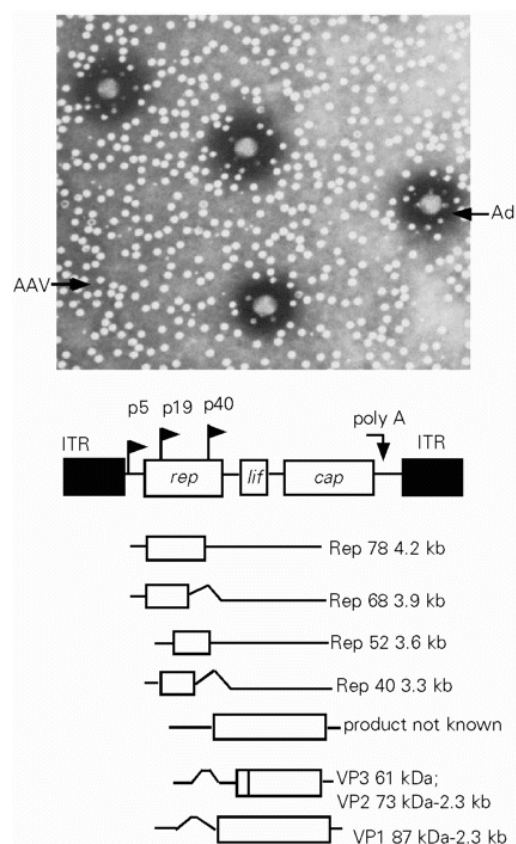 Ad
AAV
p5 p19 p40
poly A
ITR
ITR
rep lif cap
Rep 78 4.2 kb
Rep 68 3.9 kb
Rep 52 3.6 kb
Rep 40 3.3 kb
product not known
VP3 61 kDa;
VP2 73 kDa-2.3 kb
VP1 87 kDa-2.3 kb